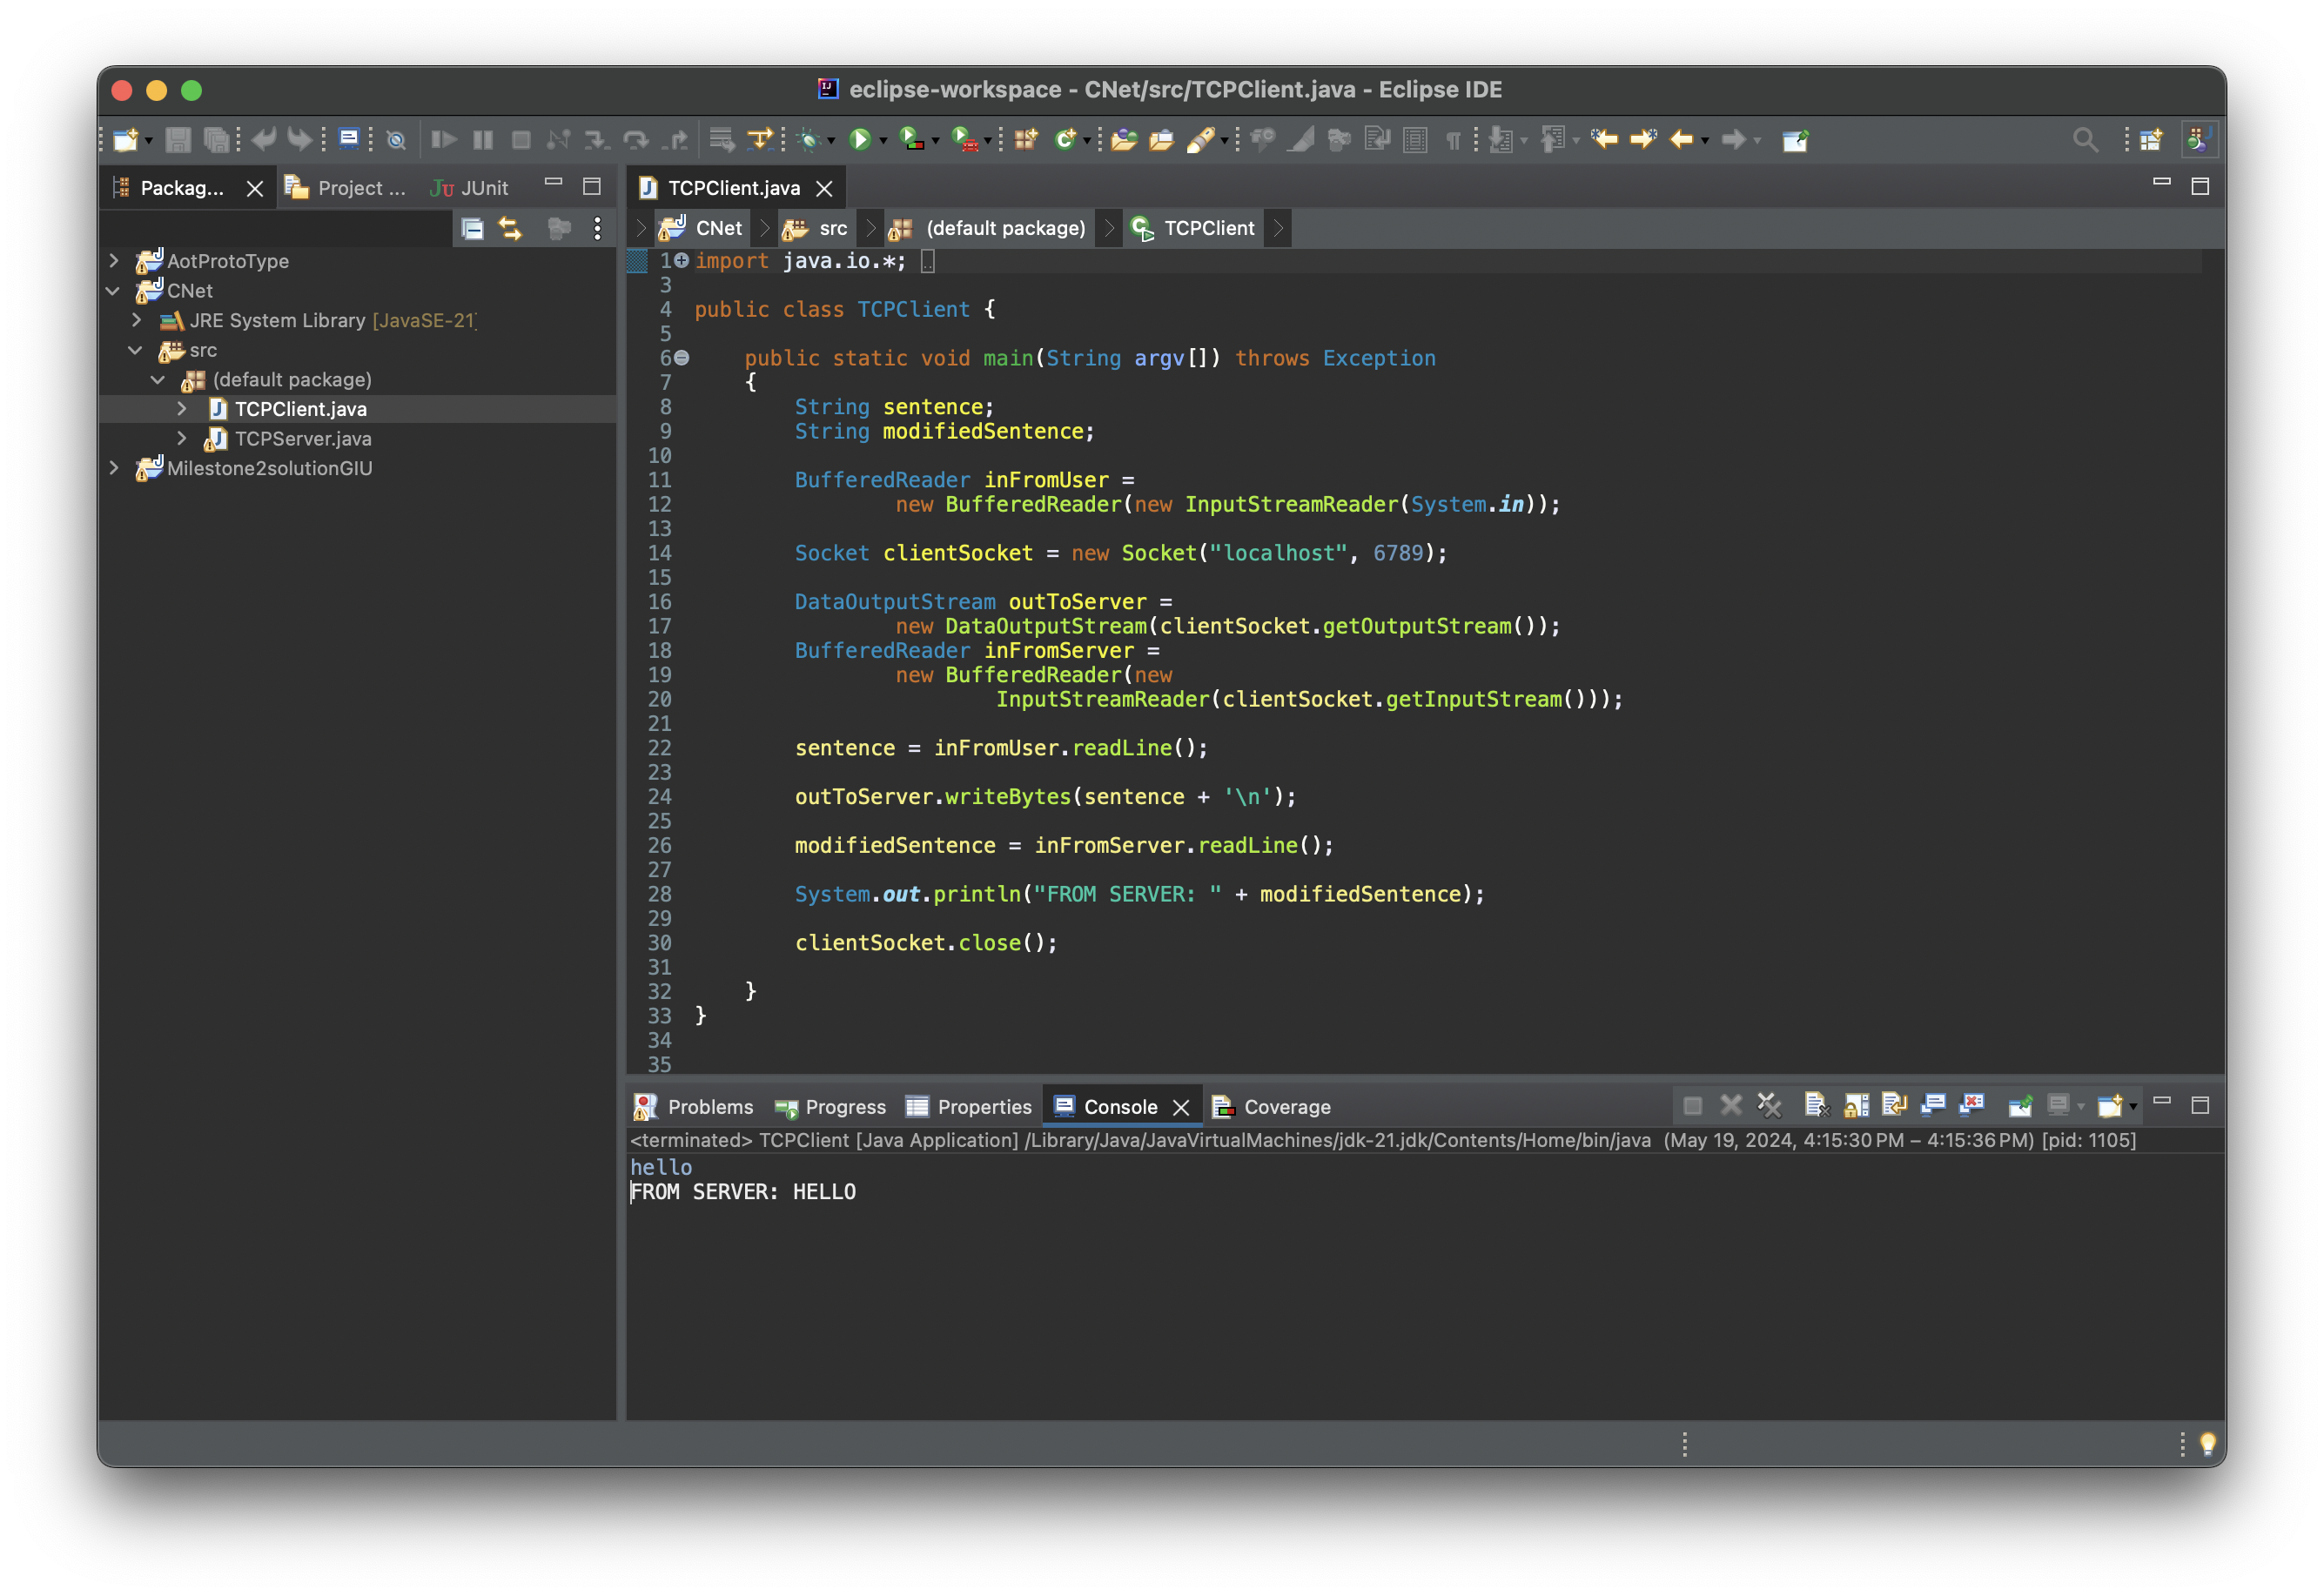 eclipse-workspace - CNet/src/TCPClient.java - Eclipse IDE
Packag...
Project ...
JUnit
TCPClient.java
CNet
src
(default package)
TCPClient
AotProtoType
CNet
JRE System Library [JavaSE-21]
src
(default package)
TCPClient.java
TCPServer.java
Milestone2solutionGIU
1 import java.io.*;
3
4 public class TCPClient {
5
6 public static void main(String argv[]) throws Exception
7 {
8 String sentence;
9 String modifiedSentence;
10
11 BufferedReader inFromUser =
12 new BufferedReader(new InputStreamReader(System.in));
13
14 Socket clientSocket = new Socket("localhost", 6789);
15
16 DataOutputStream outToServer =
17 new DataOutputStream(clientSocket.getOutputStream());
18 BufferedReader inFromServer =
19 new BufferedReader(new
20 InputStreamReader(clientSocket.getInputStream()));
21
22 sentence = inFromUser.readLine();
23
24 outToServer.writeBytes(sentence + '\n');
25
26 modifiedSentence = inFromServer.readLine();
27
28 System.out.println("FROM SERVER: " + modifiedSentence);
29
30 clientSocket.close();
31
32 }
33 }
34
35
Problems
Progress
Properties
Console
Coverage
<terminated> TCPClient [Java Application] /Library/Java/JavaVirtualMachines/jdk-21.jdk/Contents/Home/bin/java (May 19, 2024, 4:15:30 PM – 4:15:36 PM) [pid: 1105]
hello
FROM SERVER: HELLO